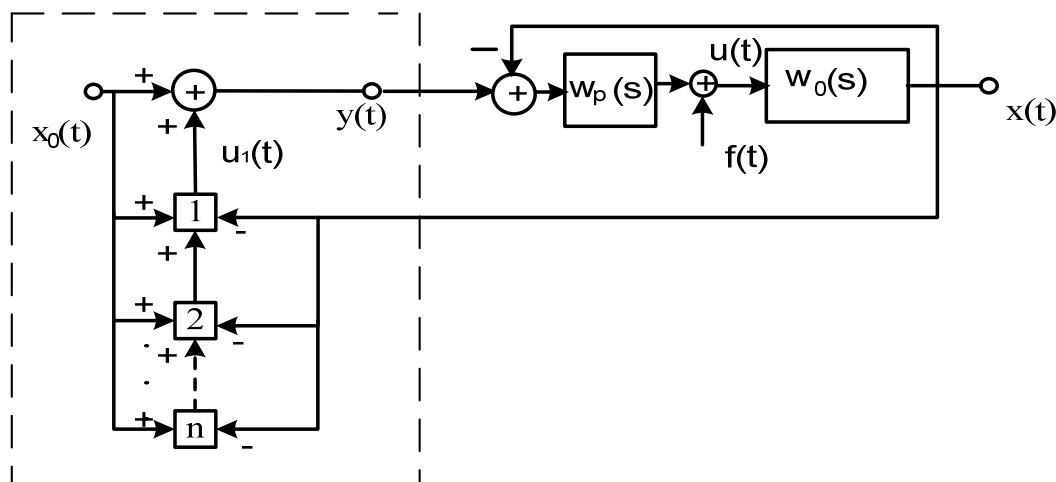 +
+
+
x₀(t)
u₁(t)
y(t)
−
+
wₚ(s)
+
f(t)
u(t)
w₀(s)
x(t)
+
1
-
+
+
2
-
+
+
n
-